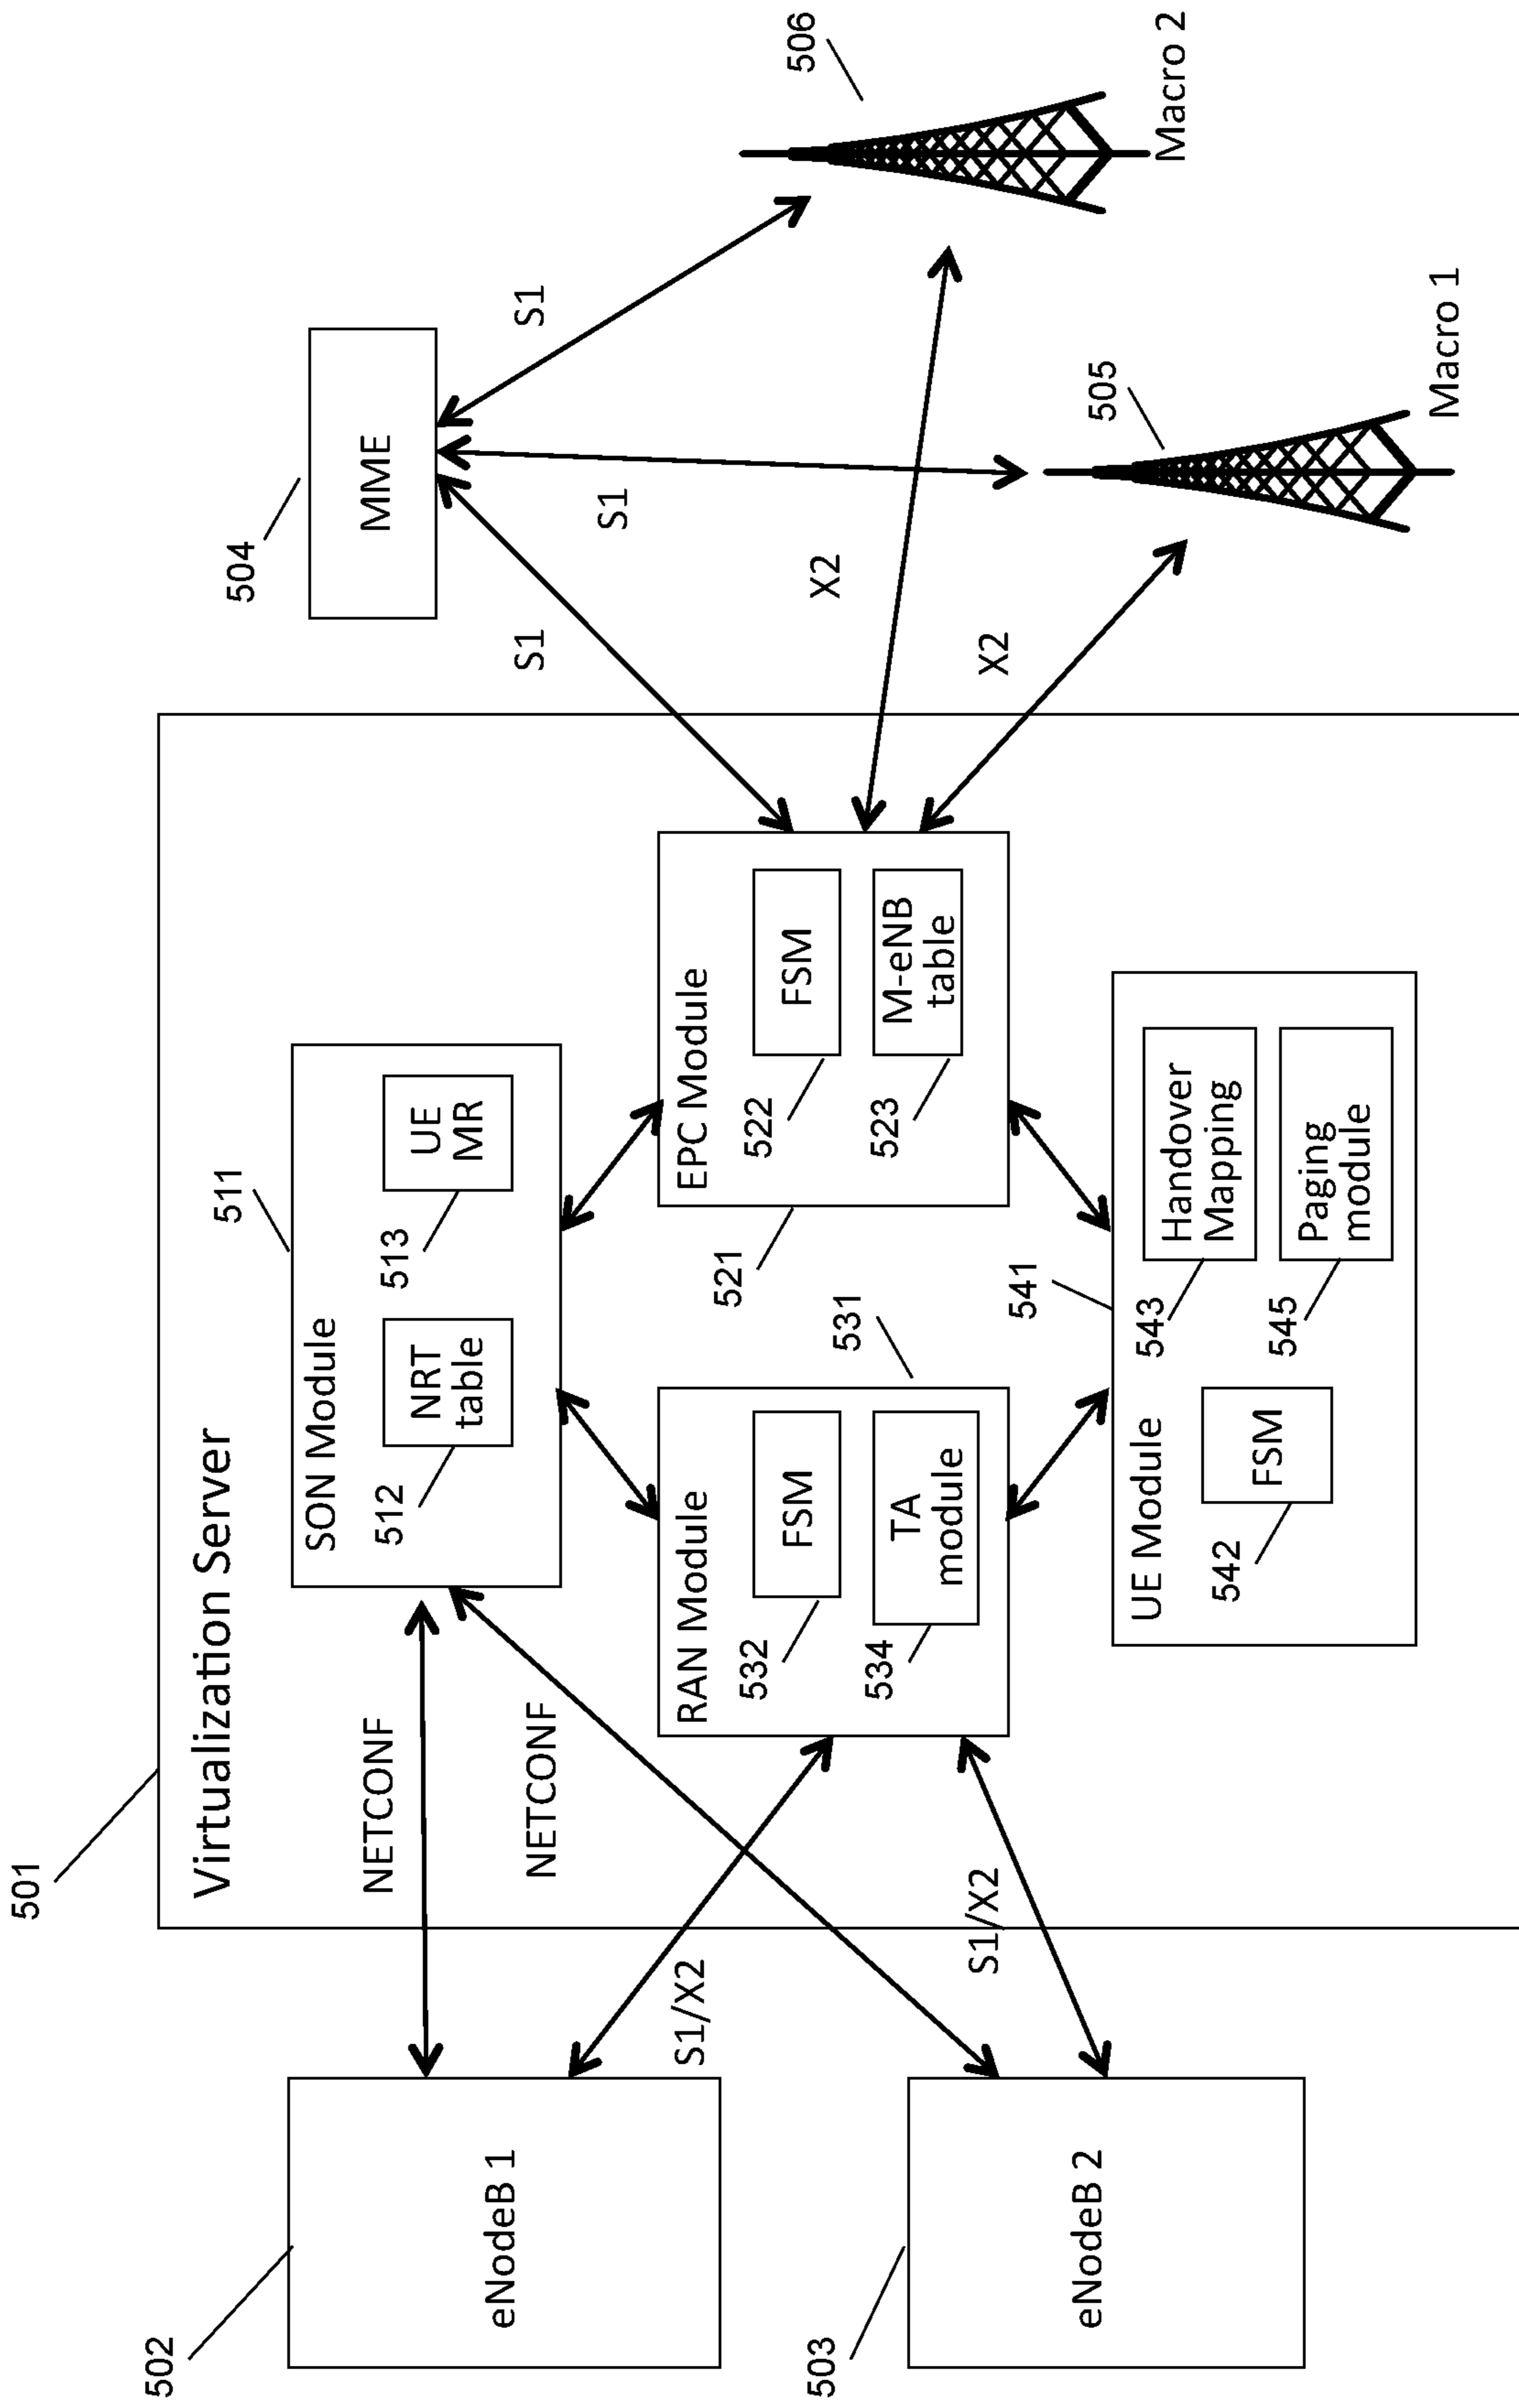 501
Virtualization Server
502
eNodeB 1
503
eNodeB 2
NETCONF
NETCONF
S1/X2
S1/X2
511
SON Module
512
NRT
table
513
UE
MR
531
RAN Module
532
FSM
534
TA
module
521
EPC Module
522
FSM
523
M-eNB
table
541
UE Module
542
FSM
543
Handover
Mapping
545
Paging
module
504
MME
S1
S1
S1
X2
X2
505
Macro 1
506
Macro 2